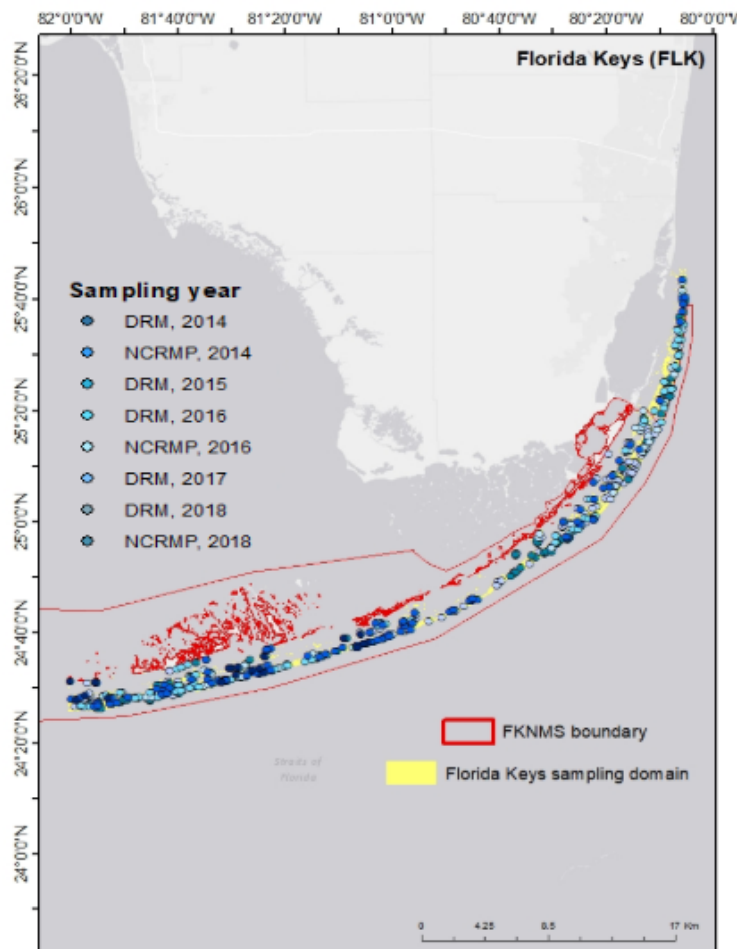 82°0'0"W 81°40'0"W 81°20'0"W 81°0'0"W 80°40'0"W 80°20'0"W 80°0'0"W
Florida Keys (FLK)
26°20'0"N
26°0'0"N
25°40'0"N
25°20'0"N
25°0'0"N
24°40'0"N
24°20'0"N
24°0'0"N
Sampling year
DRM, 2014
NCRMP, 2014
DRM, 2015
DRM, 2016
NCRMP, 2016
DRM, 2017
DRM, 2018
NCRMP, 2018
FKNMS boundary
Florida Keys sampling domain
Straits of
Florida
0 4.25 8.5 17 Km